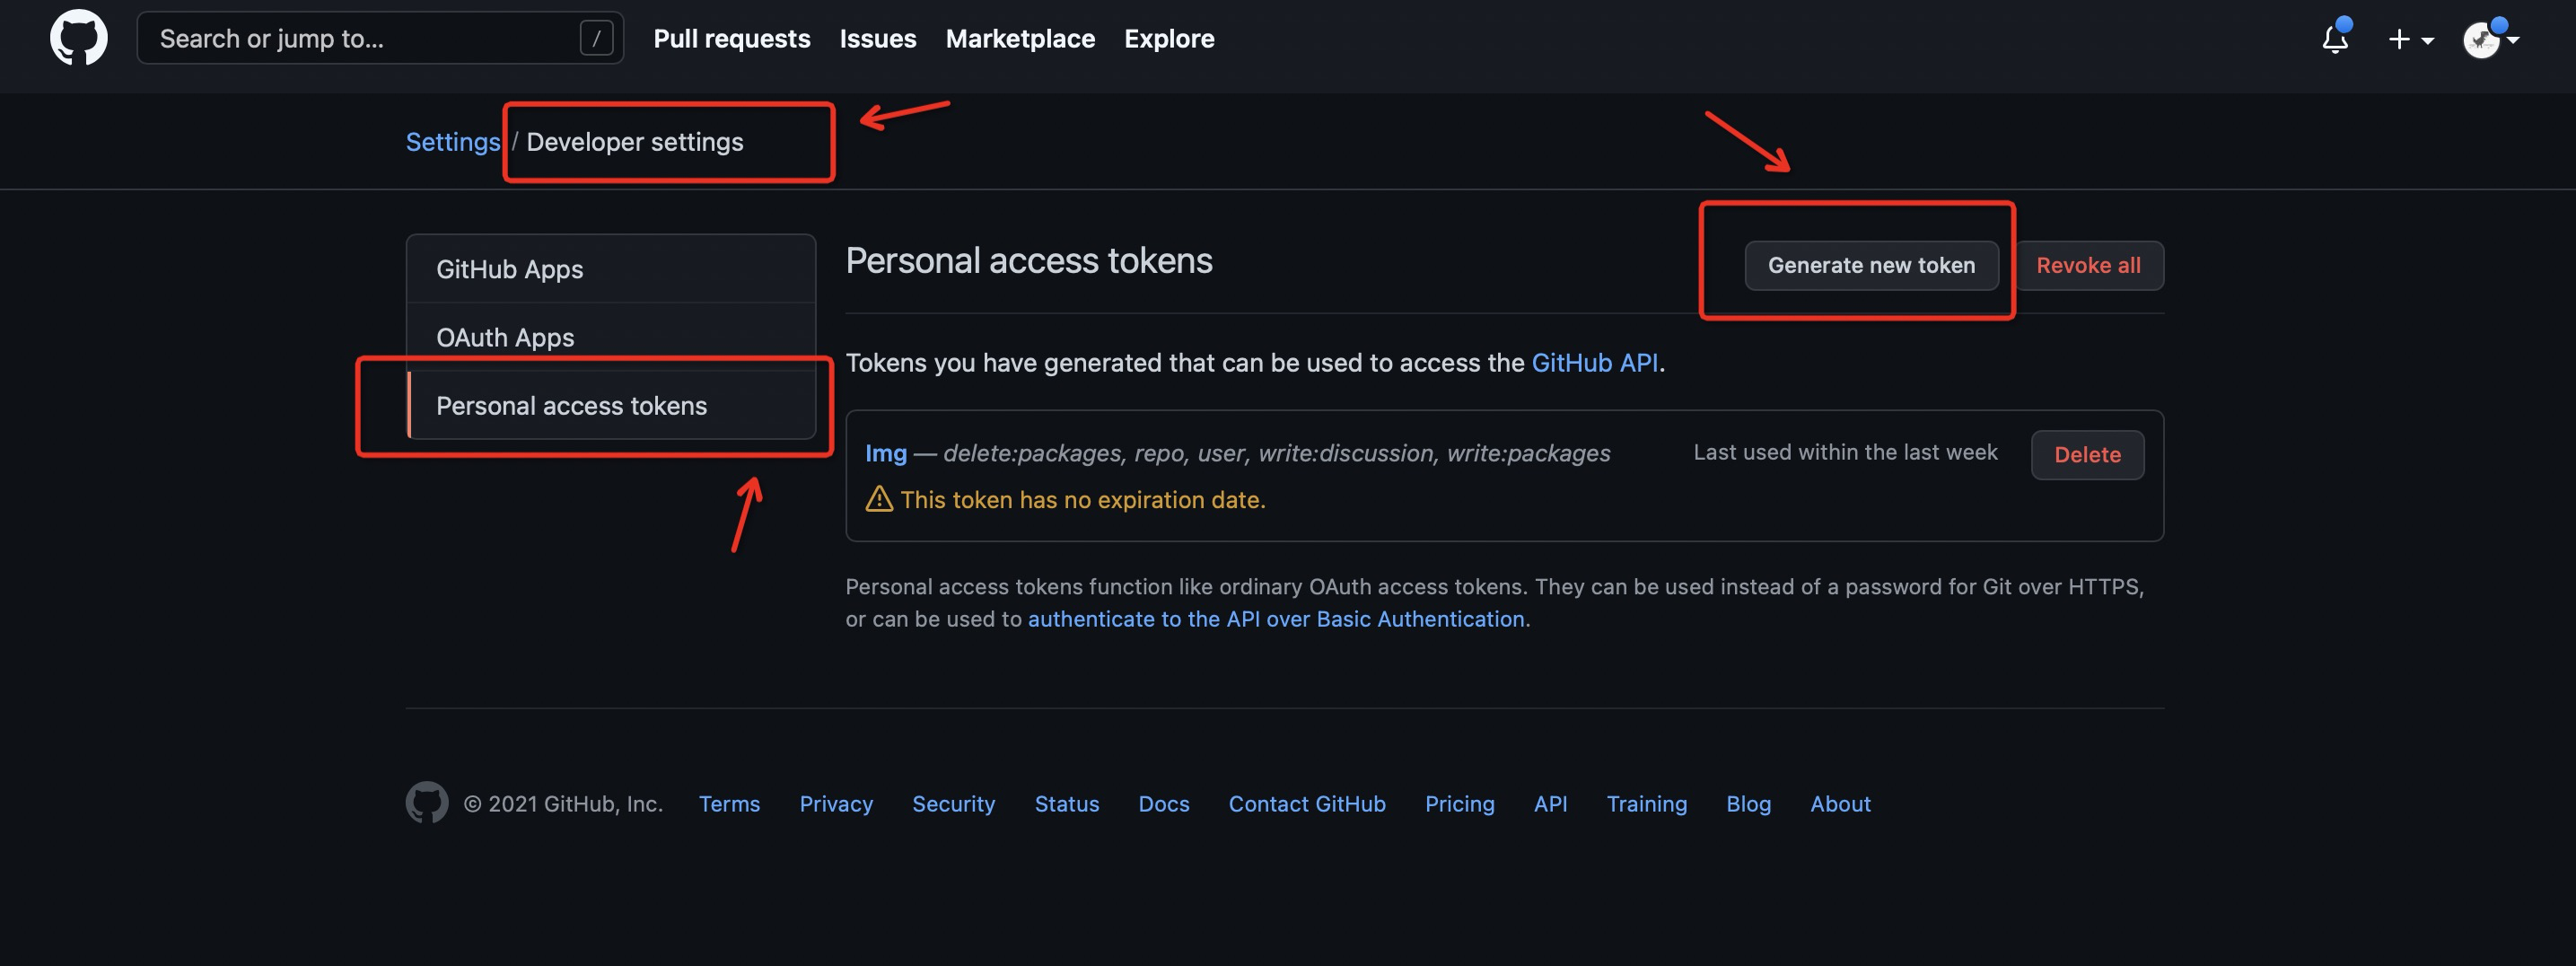 Search or jump to... / Pull requests Issues Marketplace Explore
Settings / Developer settings
GitHub Apps
OAuth Apps
Personal access tokens
Personal access tokens Generate new token Revoke all
Tokens you have generated that can be used to access the GitHub API.
Img — delete:packages, repo, user, write:discussion, write:packages Last used within the last week Delete
This token has no expiration date.
Personal access tokens function like ordinary OAuth access tokens. They can be used instead of a password for Git over HTTPS,
or can be used to authenticate to the API over Basic Authentication.
© 2021 GitHub, Inc. Terms Privacy Security Status Docs Contact GitHub Pricing API Training Blog About